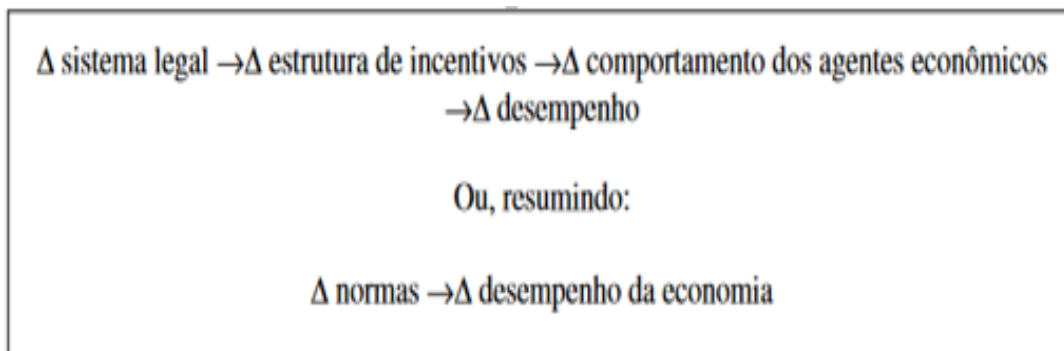 Δ sistema legal →Δ estrutura de incentivos →Δ comportamento dos agentes econômicos
→Δ desempenho
Ou, resumindo:
Δ normas →Δ desempenho da economia